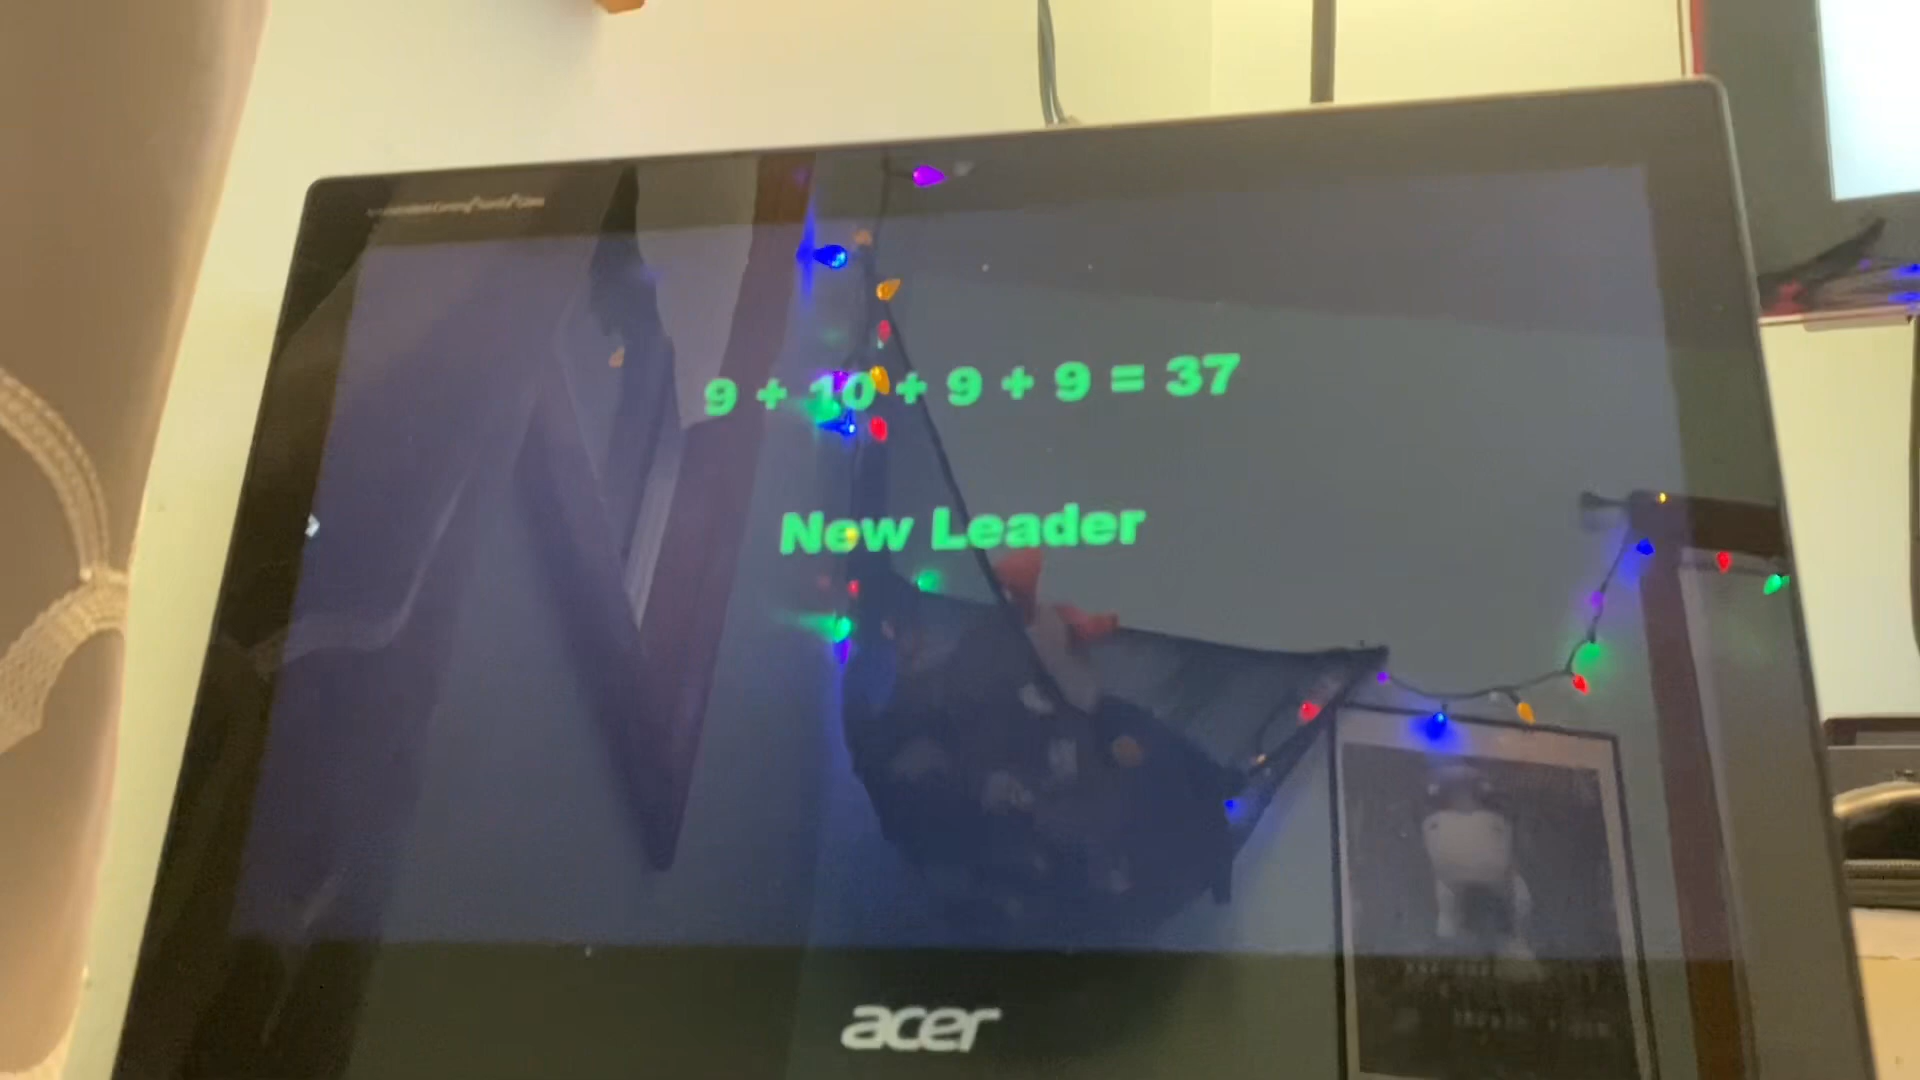 9 + 10 + 9 + 9 = 37
New Leader
acer